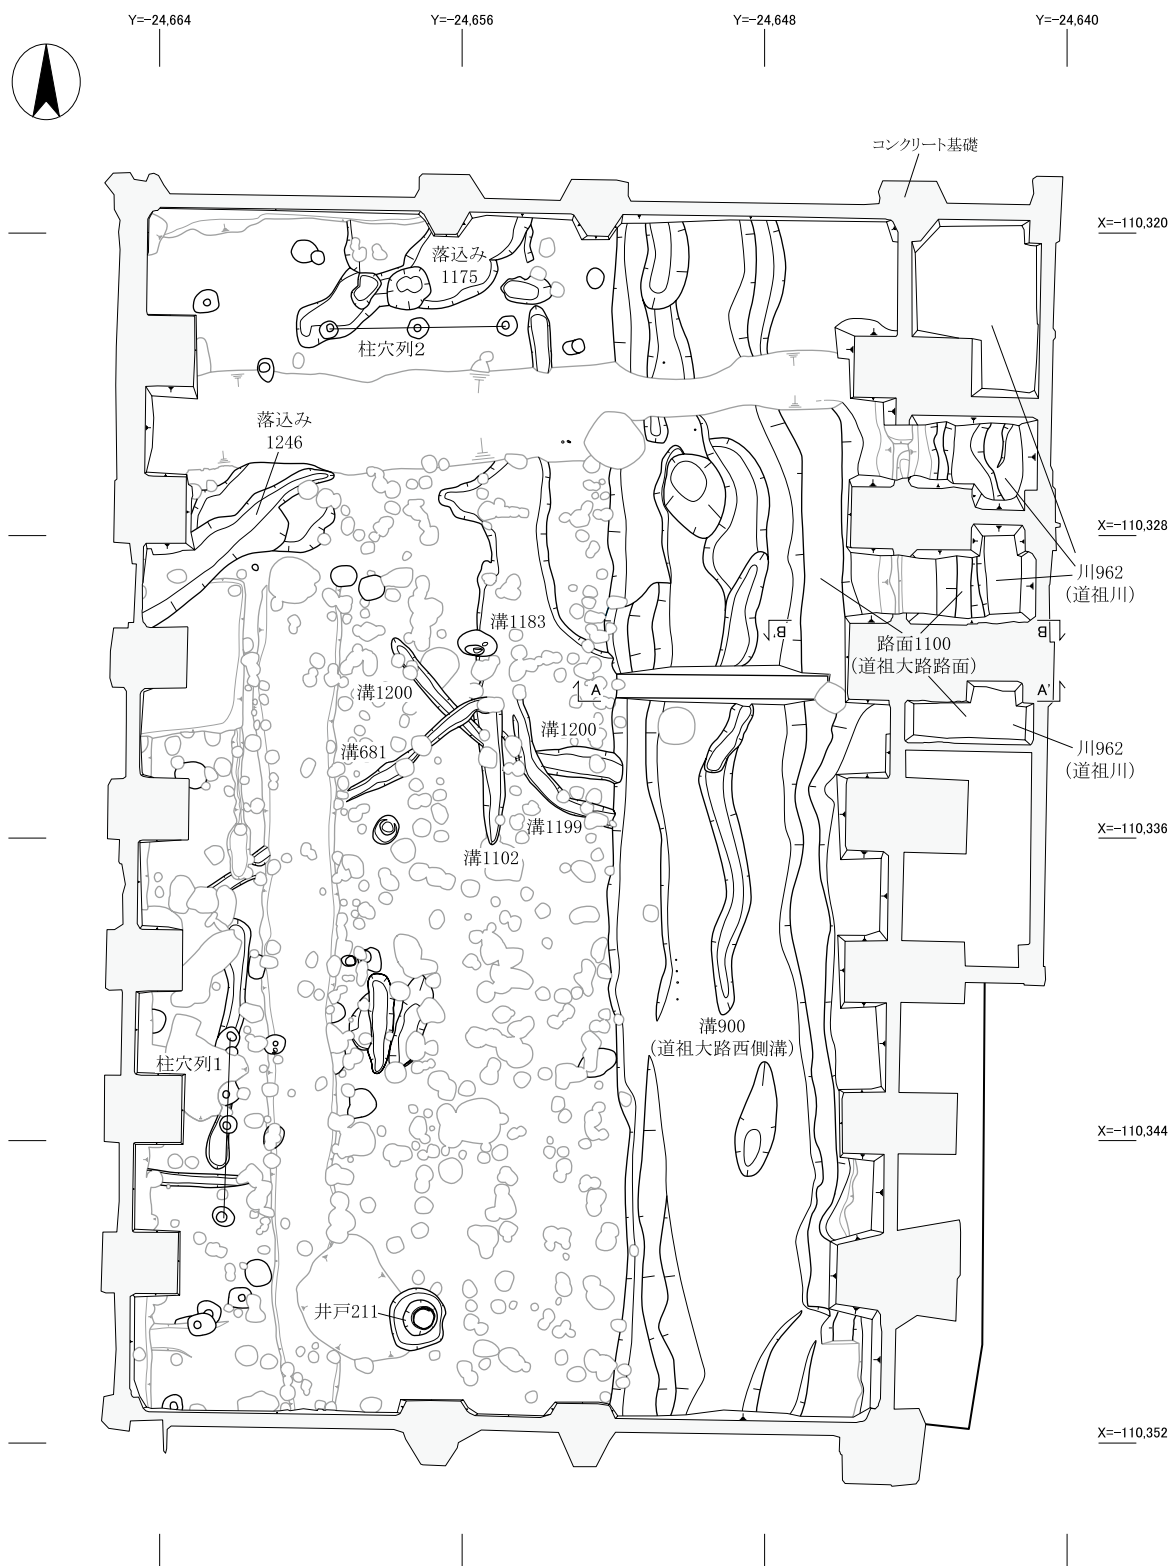 Y=-24,664
Y=-24,656
Y=-24,648
Y=-24,640
コンクリート基礎
X=-110,320
落込み
1175
柱穴列2
落込み
1246
X=-110,328
川962
(道祖川)
溝1183
B'
B
路面1100
(道祖大路路面)
溝1200
A
A'
溝1200
溝681
川962
(道祖川)
溝1199
X=-110,336
溝1102
溝900
(道祖大路西側溝)
柱穴列1
X=-110,344
井戸211
X=-110,352